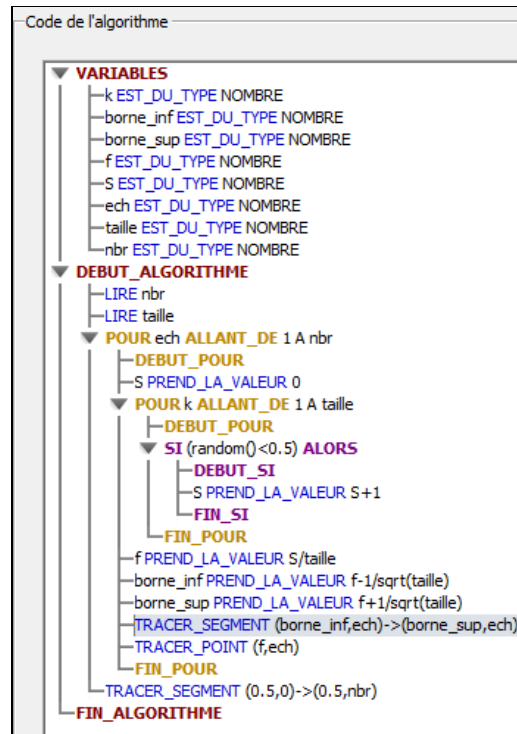 Code de l'algorithme
VARIABLES
k EST_DU_TYPE NOMBRE
borne_inf EST_DU_TYPE NOMBRE
borne_sup EST_DU_TYPE NOMBRE
f EST_DU_TYPE NOMBRE
S EST_DU_TYPE NOMBRE
ech EST_DU_TYPE NOMBRE
taille EST_DU_TYPE NOMBRE
nbr EST_DU_TYPE NOMBRE
DEBUT_ALGORITHME
LIRE nbr
LIRE taille
POUR ech ALLANT_DE 1 A nbr
DEBUT_POUR
S PREND_LA_VALEUR 0
POUR k ALLANT_DE 1 A taille
DEBUT_POUR
SI (random()<0.5) ALORS
DEBUT_SI
S PREND_LA_VALEUR S+1
FIN_SI
FIN_POUR
f PREND_LA_VALEUR S/taille
borne_inf PREND_LA_VALEUR f-1/sqrt(taille)
borne_sup PREND_LA_VALEUR f+1/sqrt(taille)
TRACER_SEGMENT (borne_inf,ech)->(borne_sup,ech)
TRACER_POINT (f,ech)
FIN_POUR
TRACER_SEGMENT (0.5,0)->(0.5,nbr)
FIN_ALGORITHME